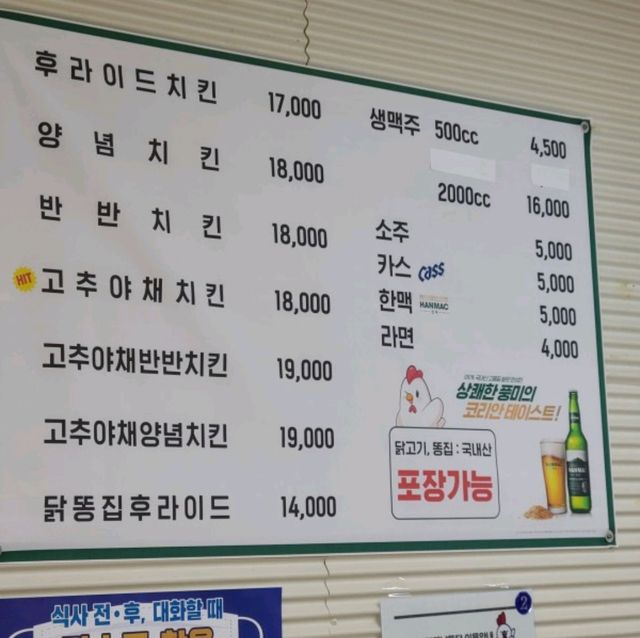 후라이드치킨 17,000
양념치킨 18,000
반반치킨 18,000
HIT 고추야채치킨 18,000
고추야채반반치킨 19,000
고추야채양념치킨 19,000
닭똥집후라이드 14,000
생맥주 500cc 4,500
2000cc 16,000
소주 5,000
카스 Cass 5,000
한맥 HANMAC 5,000
라면 4,000
상쾌한 풍미의
코리안 테이스트!
닭고기, 똥집 : 국내산
포장가능
식사 전·후, 대화할 때
2